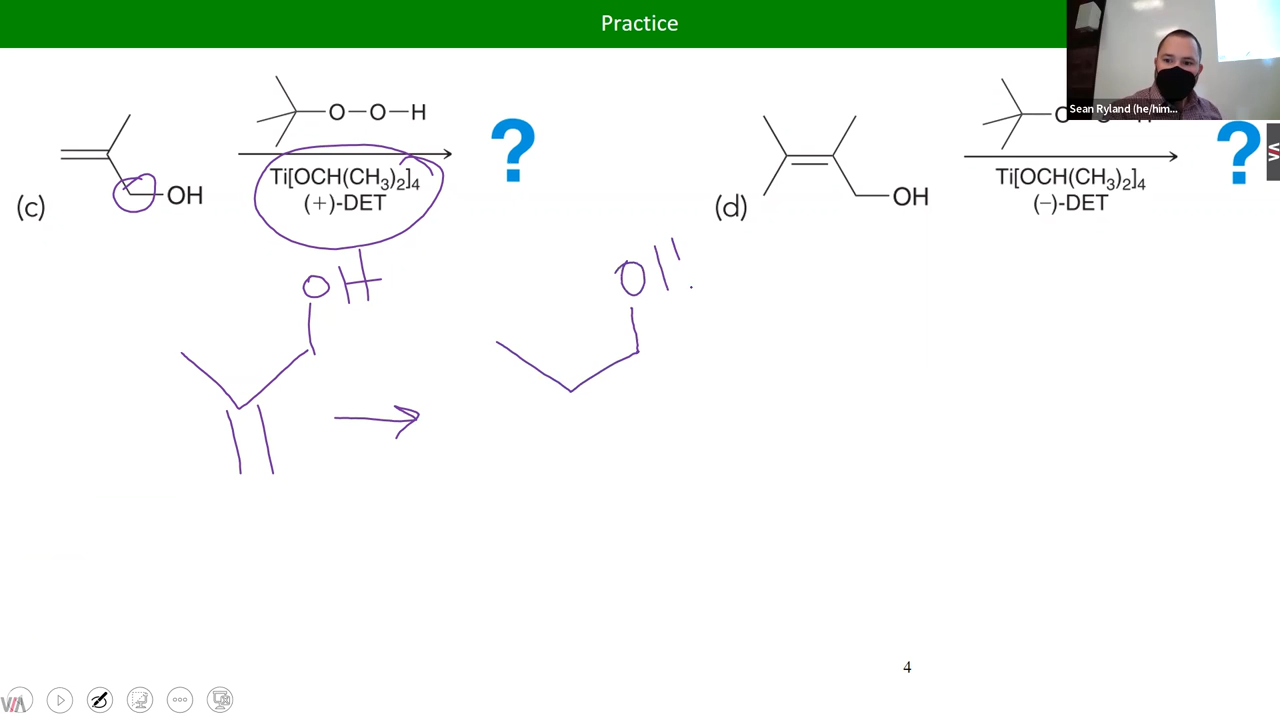 Practice
Sean Ryland (he/him...
O–O–H
OH
Ti[OCH(CH₃)₂]₄
(+)-DET
?
(c)
OH
Ti[OCH(CH₃)₂]₄
(−)-DET
?
(d)
OH
4